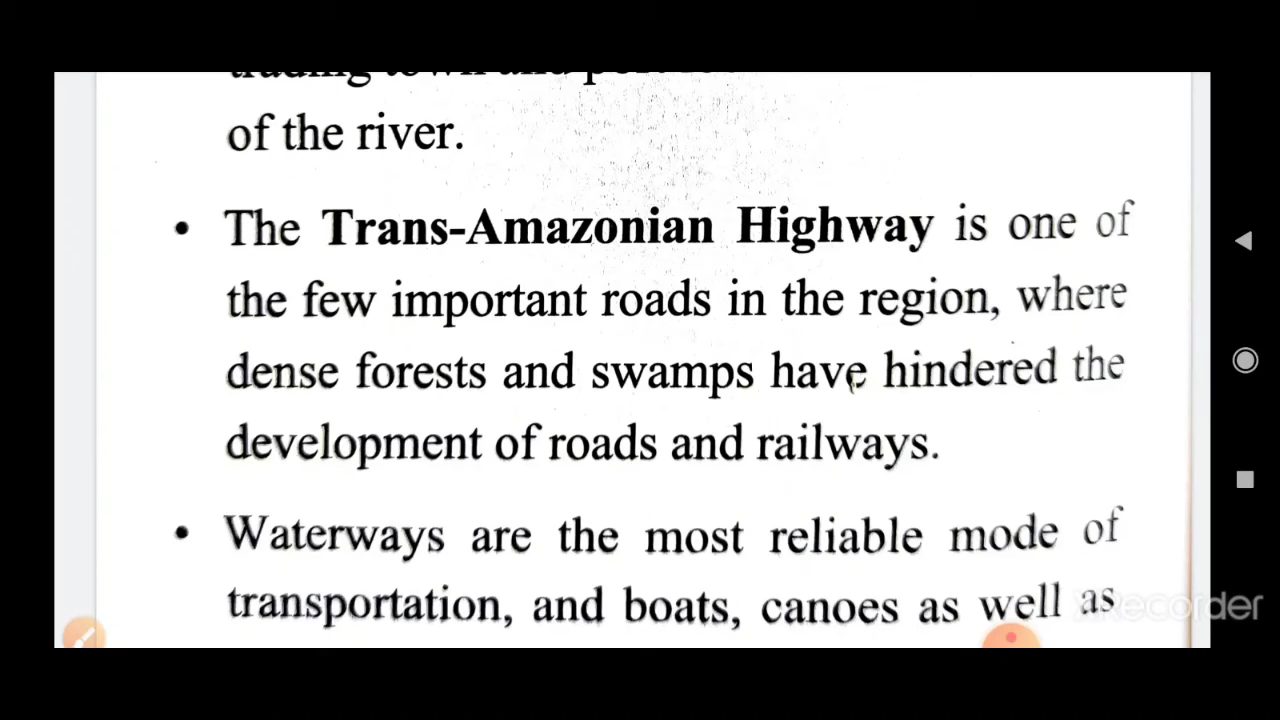 of the river.
• The Trans-Amazonian Highway is one of
the few important roads in the region, where
dense forests and swamps have hindered the
development of roads and railways.
• Waterways are the most reliable mode of
transportation, and boats, canoes as well as
XRecorder